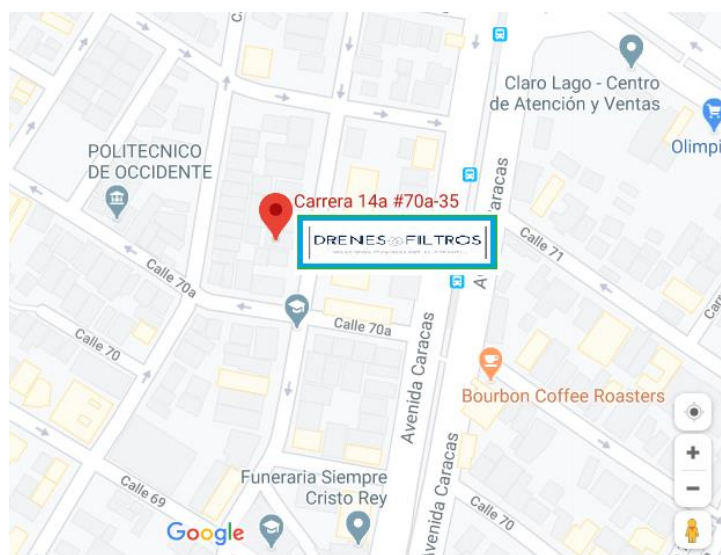 Claro Lago - Centro
de Atención y Ventas
Olimpi
POLITECNICO
DE OCCIDENTE
Carrera 14a #70a-35
DRENES FILTROS
Calle 71
Calle 70a
Calle 70a
Calle 70
Avenida Caracas
Bourbon Coffee Roasters
Avenida Caracas
Calle 69
Funeraria Siempre
Cristo Rey
Calle 70
Google